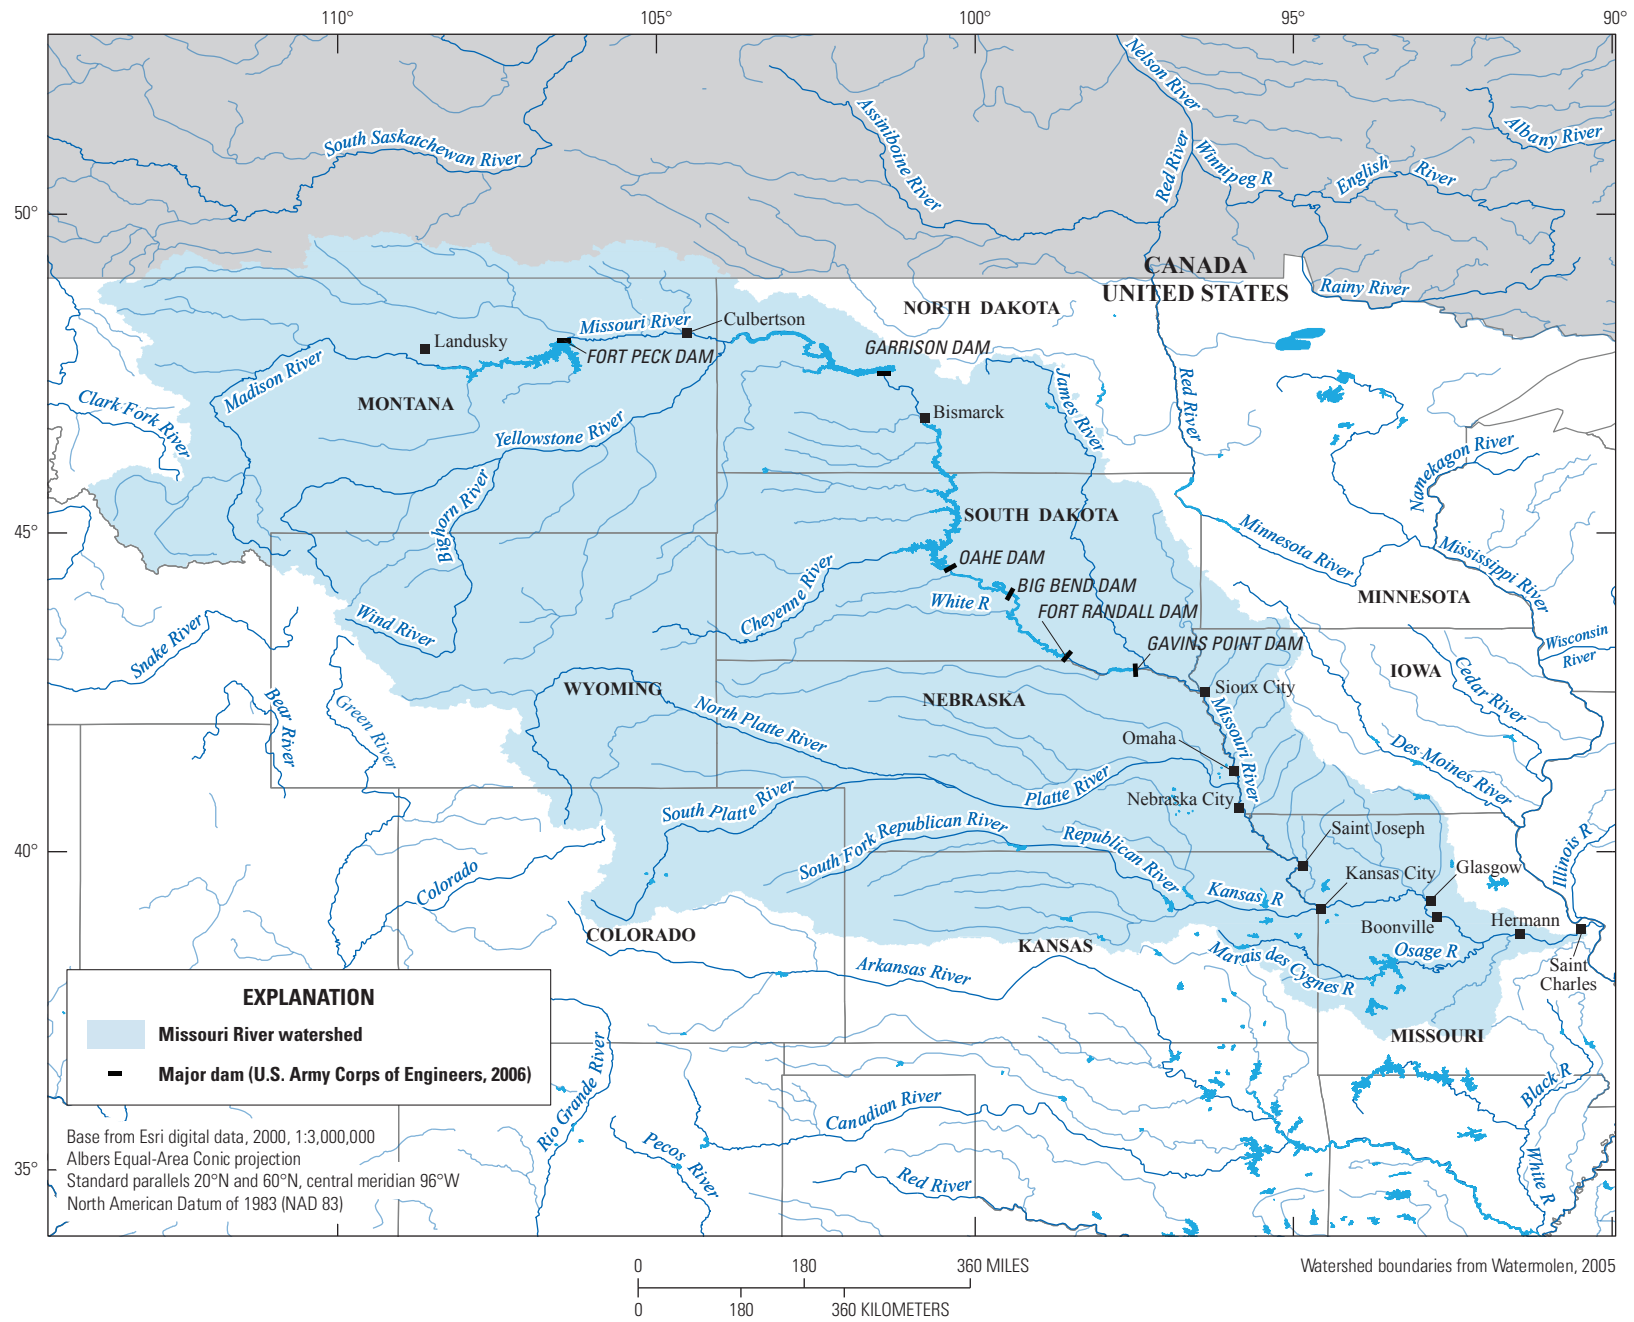 110°
105°
100°
95°
90°
50°
45°
40°
35°
Nelson River
Albany River
Assiniboine River
South Saskatchewan River
Red River
Winnipeg R
English River
CANADA
UNITED STATES
Rainy River
NORTH DAKOTA
Missouri River
Culbertson
Landusky
FORT PECK DAM
GARRISON DAM
Madison River
James River
Red River
Clark Fork River
MONTANA
Bismarck
Yellowstone River
Namekagon River
Bighorn River
SOUTH DAKOTA
Minnesota River
Mississippi River
OAHE DAM
BIG BEND DAM
Cheyenne River
White R
FORT RANDALL DAM
MINNESOTA
Wind River
Snake River
GAVINS POINT DAM
Wisconsin
River
IOWA
Cedar River
WYOMING
NEBRASKA
Sioux City
Bear River
Green River
North Platte River
Missouri River
Omaha
Des Moines River
South Platte River
Platte River
Nebraska City
South Fork Republican River
Republican River
Saint Joseph
Illinois R
Colorado
Kansas R
Kansas City
Glasgow
COLORADO
KANSAS
Boonville
Hermann
Marais des Cygnes R
Osage R
Saint
Charles
Arkansas River
MISSOURI
Rio Grande River
Black R
Canadian River
Pecos River
Red River
White R
EXPLANATION
Missouri River watershed
Major dam (U.S. Army Corps of Engineers, 2006)
Base from Esri digital data, 2000, 1:3,000,000
Albers Equal-Area Conic projection
Standard parallels 20°N and 60°N, central meridian 96°W
North American Datum of 1983 (NAD 83)
0 180 360 MILES
0 180 360 KILOMETERS
Watershed boundaries from Watermolen, 2005